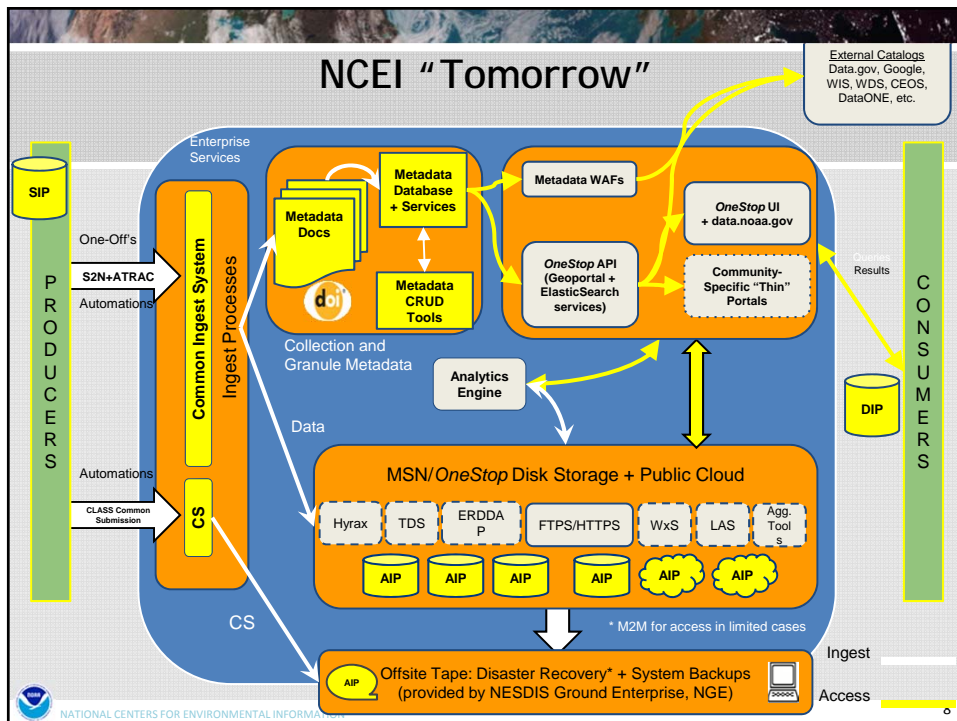 NCEI “Tomorrow”
External Catalogs
Data.gov, Google,
WIS, WDS, CEOS,
DataONE, etc.
Enterprise
Services
SIP
PRODUCERS
One-Off's
S2N+ATRAC
Automations
Automations
CLASS Common
Submission
Common Ingest System
Ingest Processes
CS
CS
Metadata
Docs
doi
Metadata
Database
+ Services
Metadata
CRUD
Tools
Collection and
Granule Metadata
Metadata WAFs
OneStop API
(Geoportal +
ElasticSearch
services)
OneStop UI
+ data.noaa.gov
Community-
Specific “Thin”
Portals
Queries
Results
CONSUMERS
DIP
Analytics
Engine
Data
MSN/OneStop Disk Storage + Public Cloud
Hyrax
TDS
ERDDA
P
FTPS/HTTPS
WxS
LAS
Agg.
Tool
s
AIP
AIP
AIP
AIP
AIP
AIP
* M2M for access in limited cases
AIP
Offsite Tape: Disaster Recovery* + System Backups
(provided by NESDIS Ground Enterprise, NGE)
Ingest
Access
NOAA
NATIONAL CENTERS FOR ENVIRONMENTAL INFORMATION
8